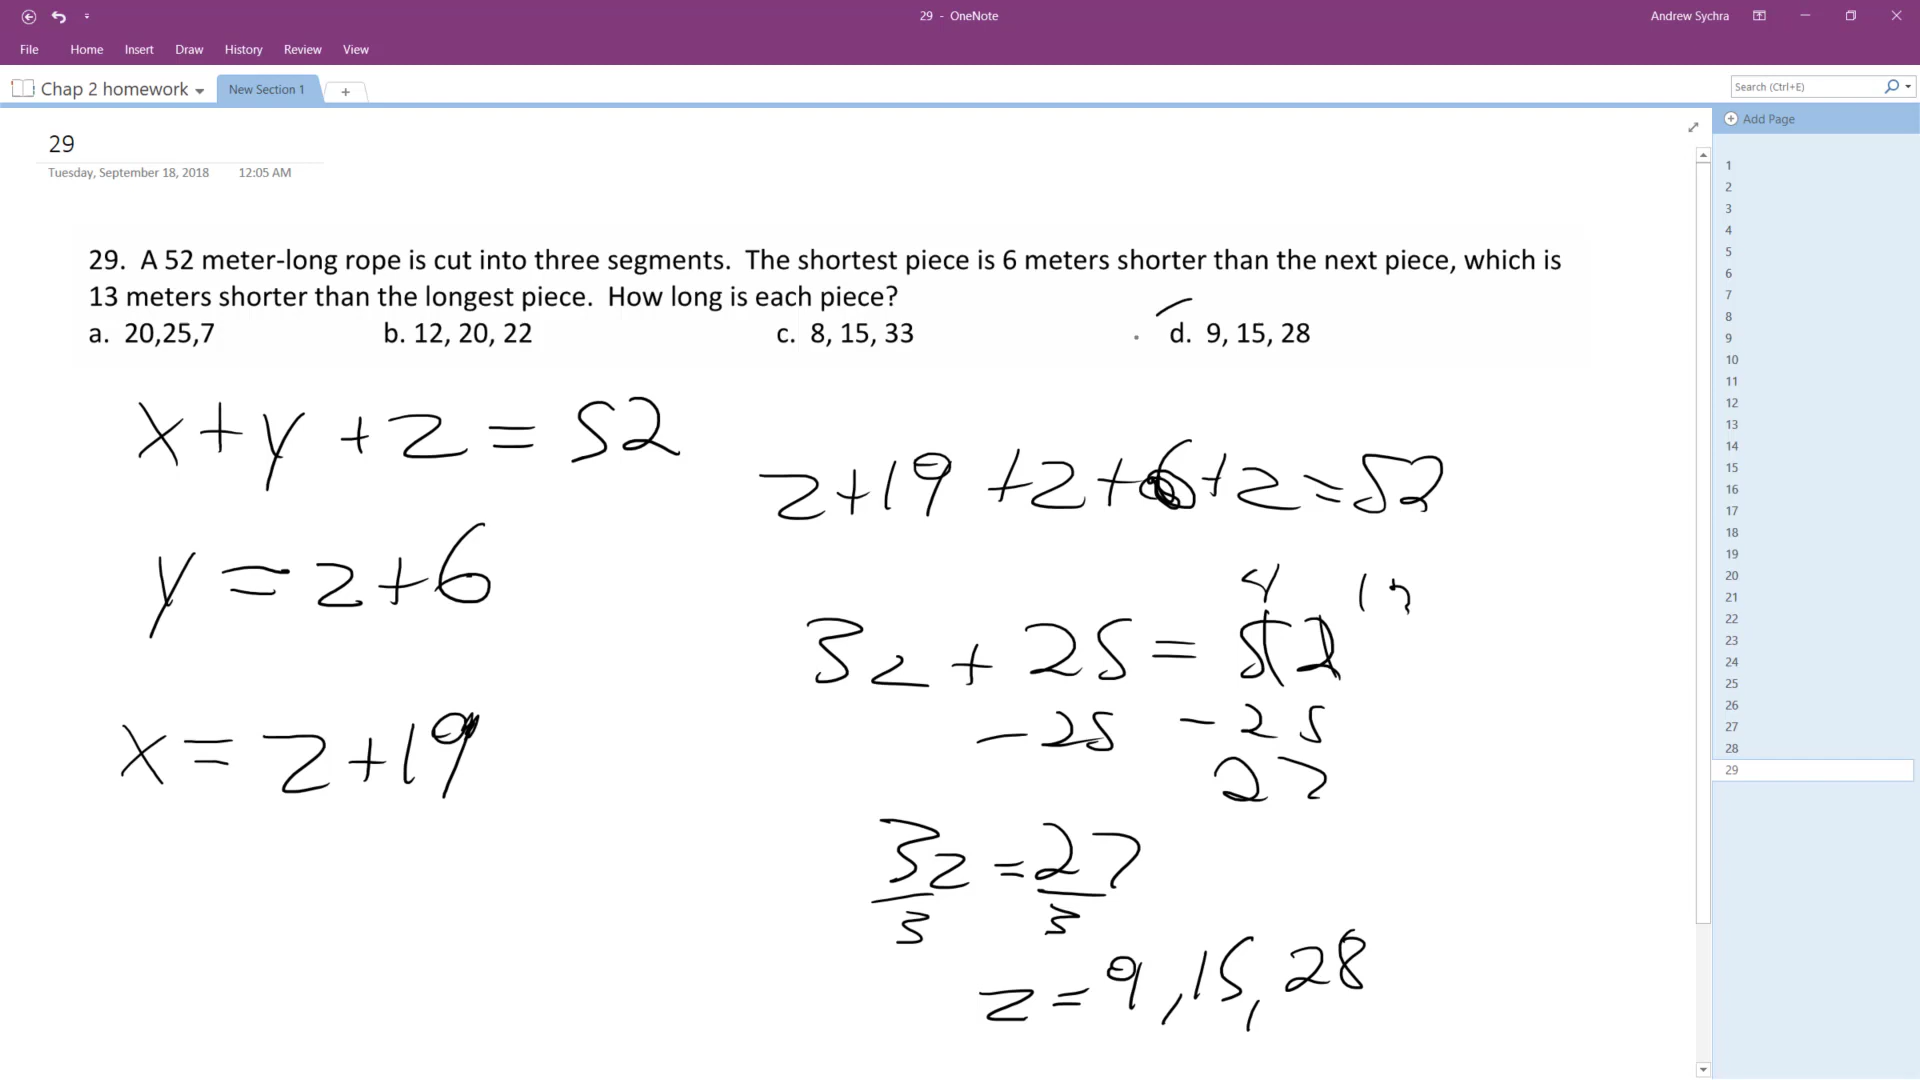 29 - OneNote
Andrew Sychra
File Home Insert Draw History Review View
Chap 2 homework
New Section 1
+
Search (Ctrl+E)
Add Page
29
Tuesday, September 18, 2018 12:05 AM
29. A 52 meter-long rope is cut into three segments. The shortest piece is 6 meters shorter than the next piece, which is
13 meters shorter than the longest piece. How long is each piece?
a. 20,25,7 b. 12, 20, 22 c. 8, 15, 33 d. 9, 15, 28
x+y+z=52
y=z+6
x=z+19
z+19+z+6+z=52
4 12
3z+25=52
-25 -25
27
3z=27
3 3
z=9,15,28
1
2
3
4
5
6
7
8
9
10
11
12
13
14
15
16
17
18
19
20
21
22
23
24
25
26
27
28
29